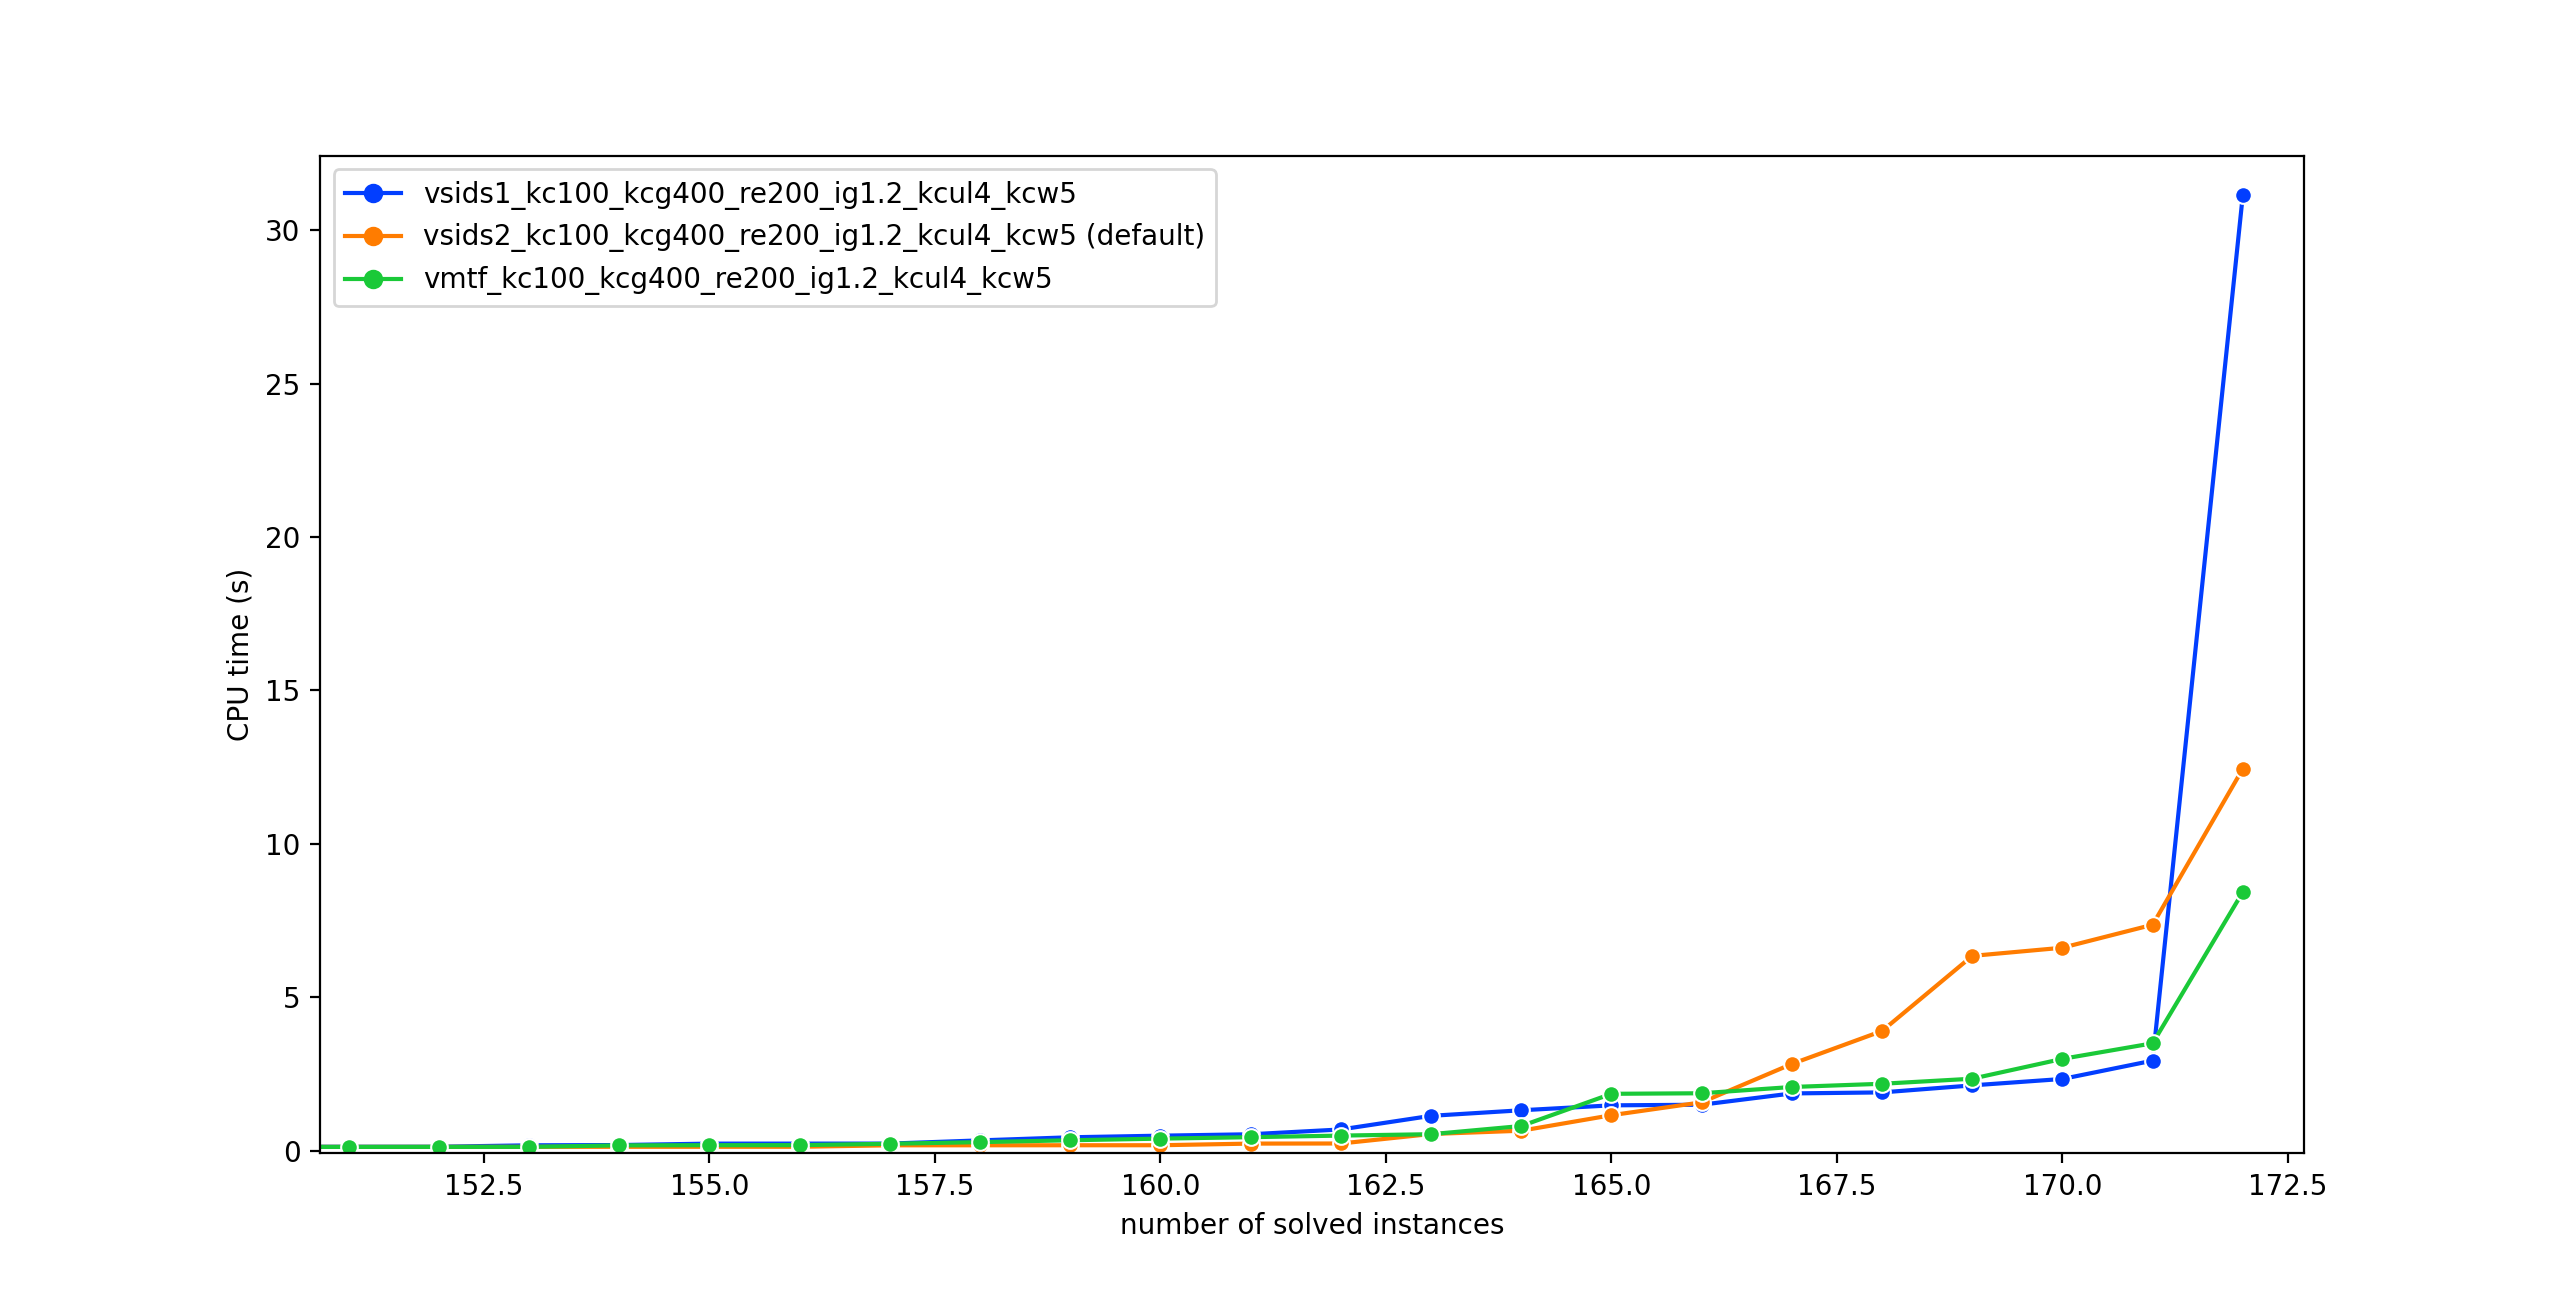 vsids1_kc100_kcg400_re200_ig1.2_kcul4_kcw5
vsids2_kc100_kcg400_re200_ig1.2_kcul4_kcw5 (default)
vmtf_kc100_kcg400_re200_ig1.2_kcul4_kcw5
30
25
20
15
10
5
0
CPU time (s)
152.5 155.0 157.5 160.0 162.5 165.0 167.5 170.0 172.5
number of solved instances